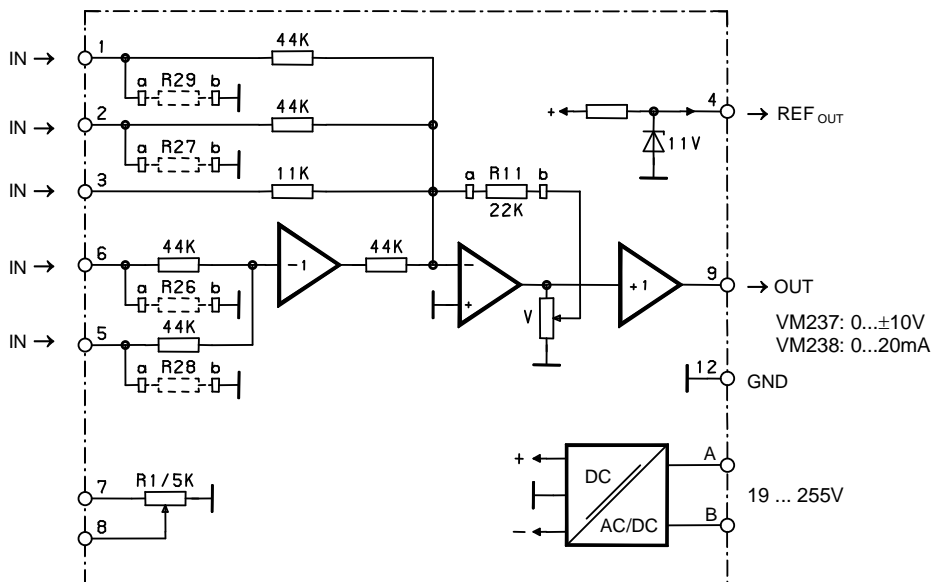 44K
IN → 1
a R29 b
44K
4 → REF OUT
+
11V
IN → 2
a R27 b
11K
IN → 3
a R11 b
22K
44K
44K
IN → 6
−1
−
+
+1
9 → OUT
a R26 b
44K
V
VM237: 0...±10V
VM238: 0...20mA
IN → 5
a R28 b
12
GND
+
DC
A
R1/5K
7
19 ... 255V
8
−
AC/DC
B